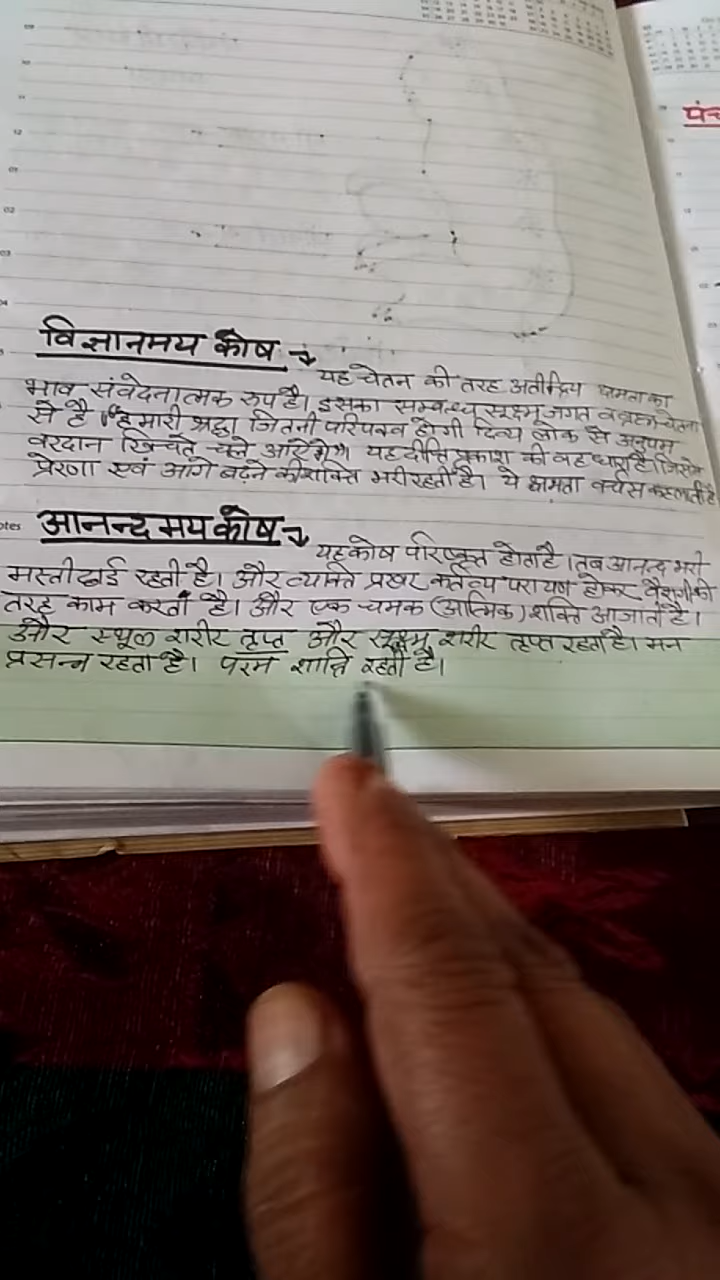 पंच
विज्ञानमय कोष →
यह चेतन की तरह अतीन्द्रिय क्षमता का
भाव संवेदनात्मक रुप है। इसका सम्बन्ध सूक्ष्म जगत व ब्रह्म चेतना
से है। "हमारी श्रद्धा जितनी परिपक्व होगी दिव्य लोक से अनुपम
वरदान खिंचते चले आऐंगे"। यह दीप्ति प्रकाश की वह धारा है। जिसमे
प्रेरणा एवं आगे बढ़ने की शक्ति भरी रहती है। ये क्षमता कहलाती है
आनन्दमय कोष →
यह कोष परिष्कृत होता है। तब आनन्द भरी
मस्ती छाई रहती है। और व्यक्ति प्रखर कर्तव्य परायण होकर वैरागी की
तरह काम करता है। और एक चमक (आत्मिक) शक्ति आ जाती है।
और स्थूल शरीर तृप्त और सूक्ष्म शरीर तृप्त रहता है। मन
प्रसन्न रहता है। परम शान्ति रहती है।